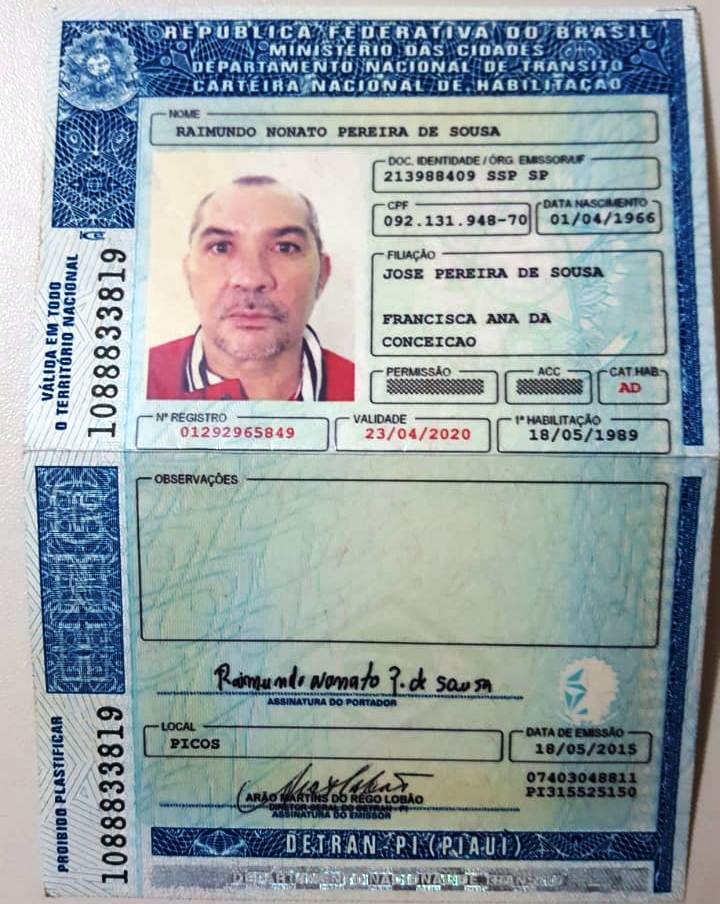 REPÚBLICA FEDERATIVA DO BRASIL
MINISTÉRIO DAS CIDADES
DEPARTAMENTO NACIONAL DE TRÂNSITO
CARTEIRA NACIONAL DE HABILITAÇÃO
NOME
RAIMUNDO NONATO PEREIRA DE SOUSA
DOC. IDENTIDADE / ÓRG. EMISSOR/UF
213988409 SSP SP
CPF
092.131.948-70
DATA NASCIMENTO
01/04/1966
FILIAÇÃO
JOSE PEREIRA DE SOUSA
FRANCISCA ANA DA
CONCEICAO
PERMISSÃO
ACC
CAT.HAB.
AD
Nº REGISTRO
01292965849
VALIDADE
23/04/2020
1ª HABILITAÇÃO
18/05/1989
VÁLIDA EM TODO
O TERRITÓRIO NACIONAL
1088833819
OBSERVAÇÕES
Raimundo Nonato P. de Sousa
ASSINATURA DO PORTADOR
LOCAL
PICOS
DATA DE EMISSÃO
18/05/2015
07403048811
PI315525150
ARÃO MARTINS DO RÊGO LOBÃO
DIRETOR GERAL DO DETRAN - PI
ASSINATURA DO EMISSOR
PROIBIDO PLASTIFICAR
1088833819
DETRAN-PI (PIAUI)
DEPARTAMENTO NACIONAL DE TRANSITO